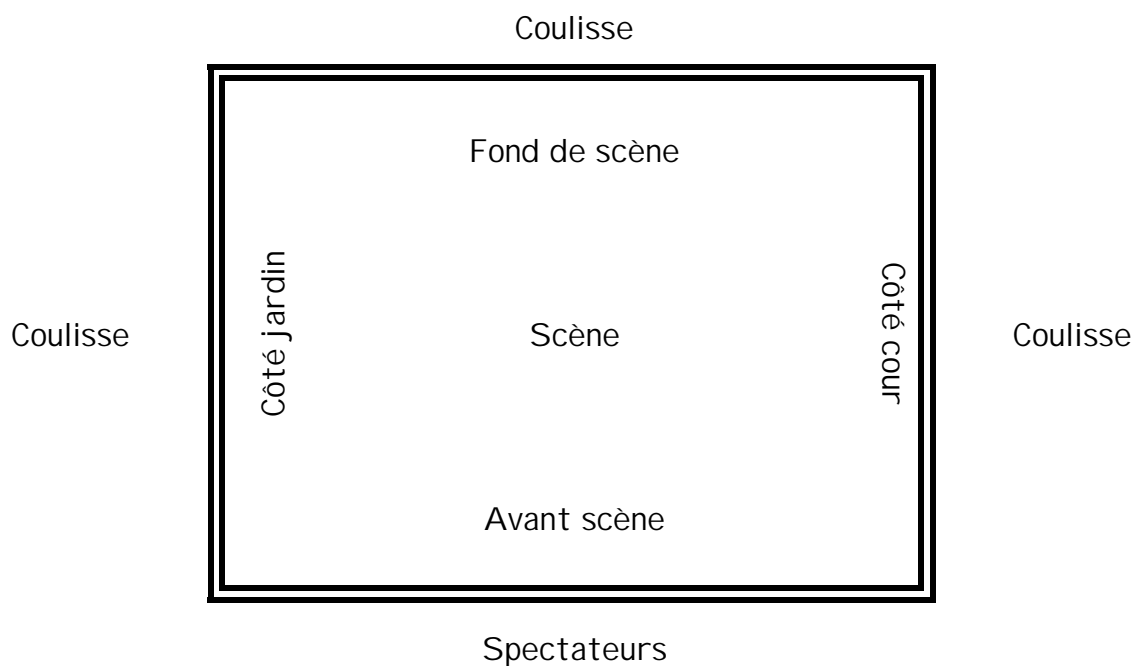 Coulisse
Fond de scène
Coulisse
Côté jardin
Scène
Côté cour
Coulisse
Avant scène
Spectateurs